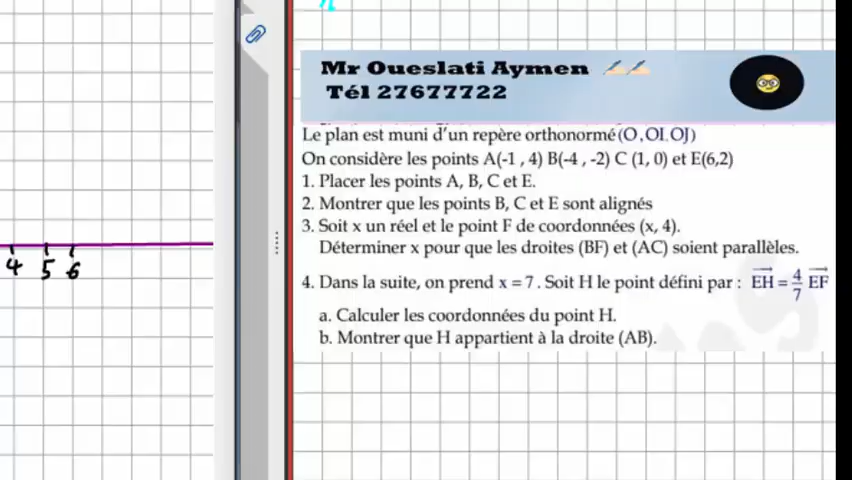 Mr Oueslati Aymen
Tél 27677722
Le plan est muni d'un repère orthonormé (O, OI, OJ)
On considère les points A(-1 , 4) B(-4 , -2) C (1, 0) et E(6,2)
1. Placer les points A, B, C et E.
2. Montrer que les points B, C et E sont alignés
3. Soit x un réel et le point F de coordonnées (x, 4).
Déterminer x pour que les droites (BF) et (AC) soient parallèles.
4. Dans la suite, on prend x = 7 . Soit H le point défini par : EH = 4/7 EF
a. Calculer les coordonnées du point H.
b. Montrer que H appartient à la droite (AB).
4 5 6